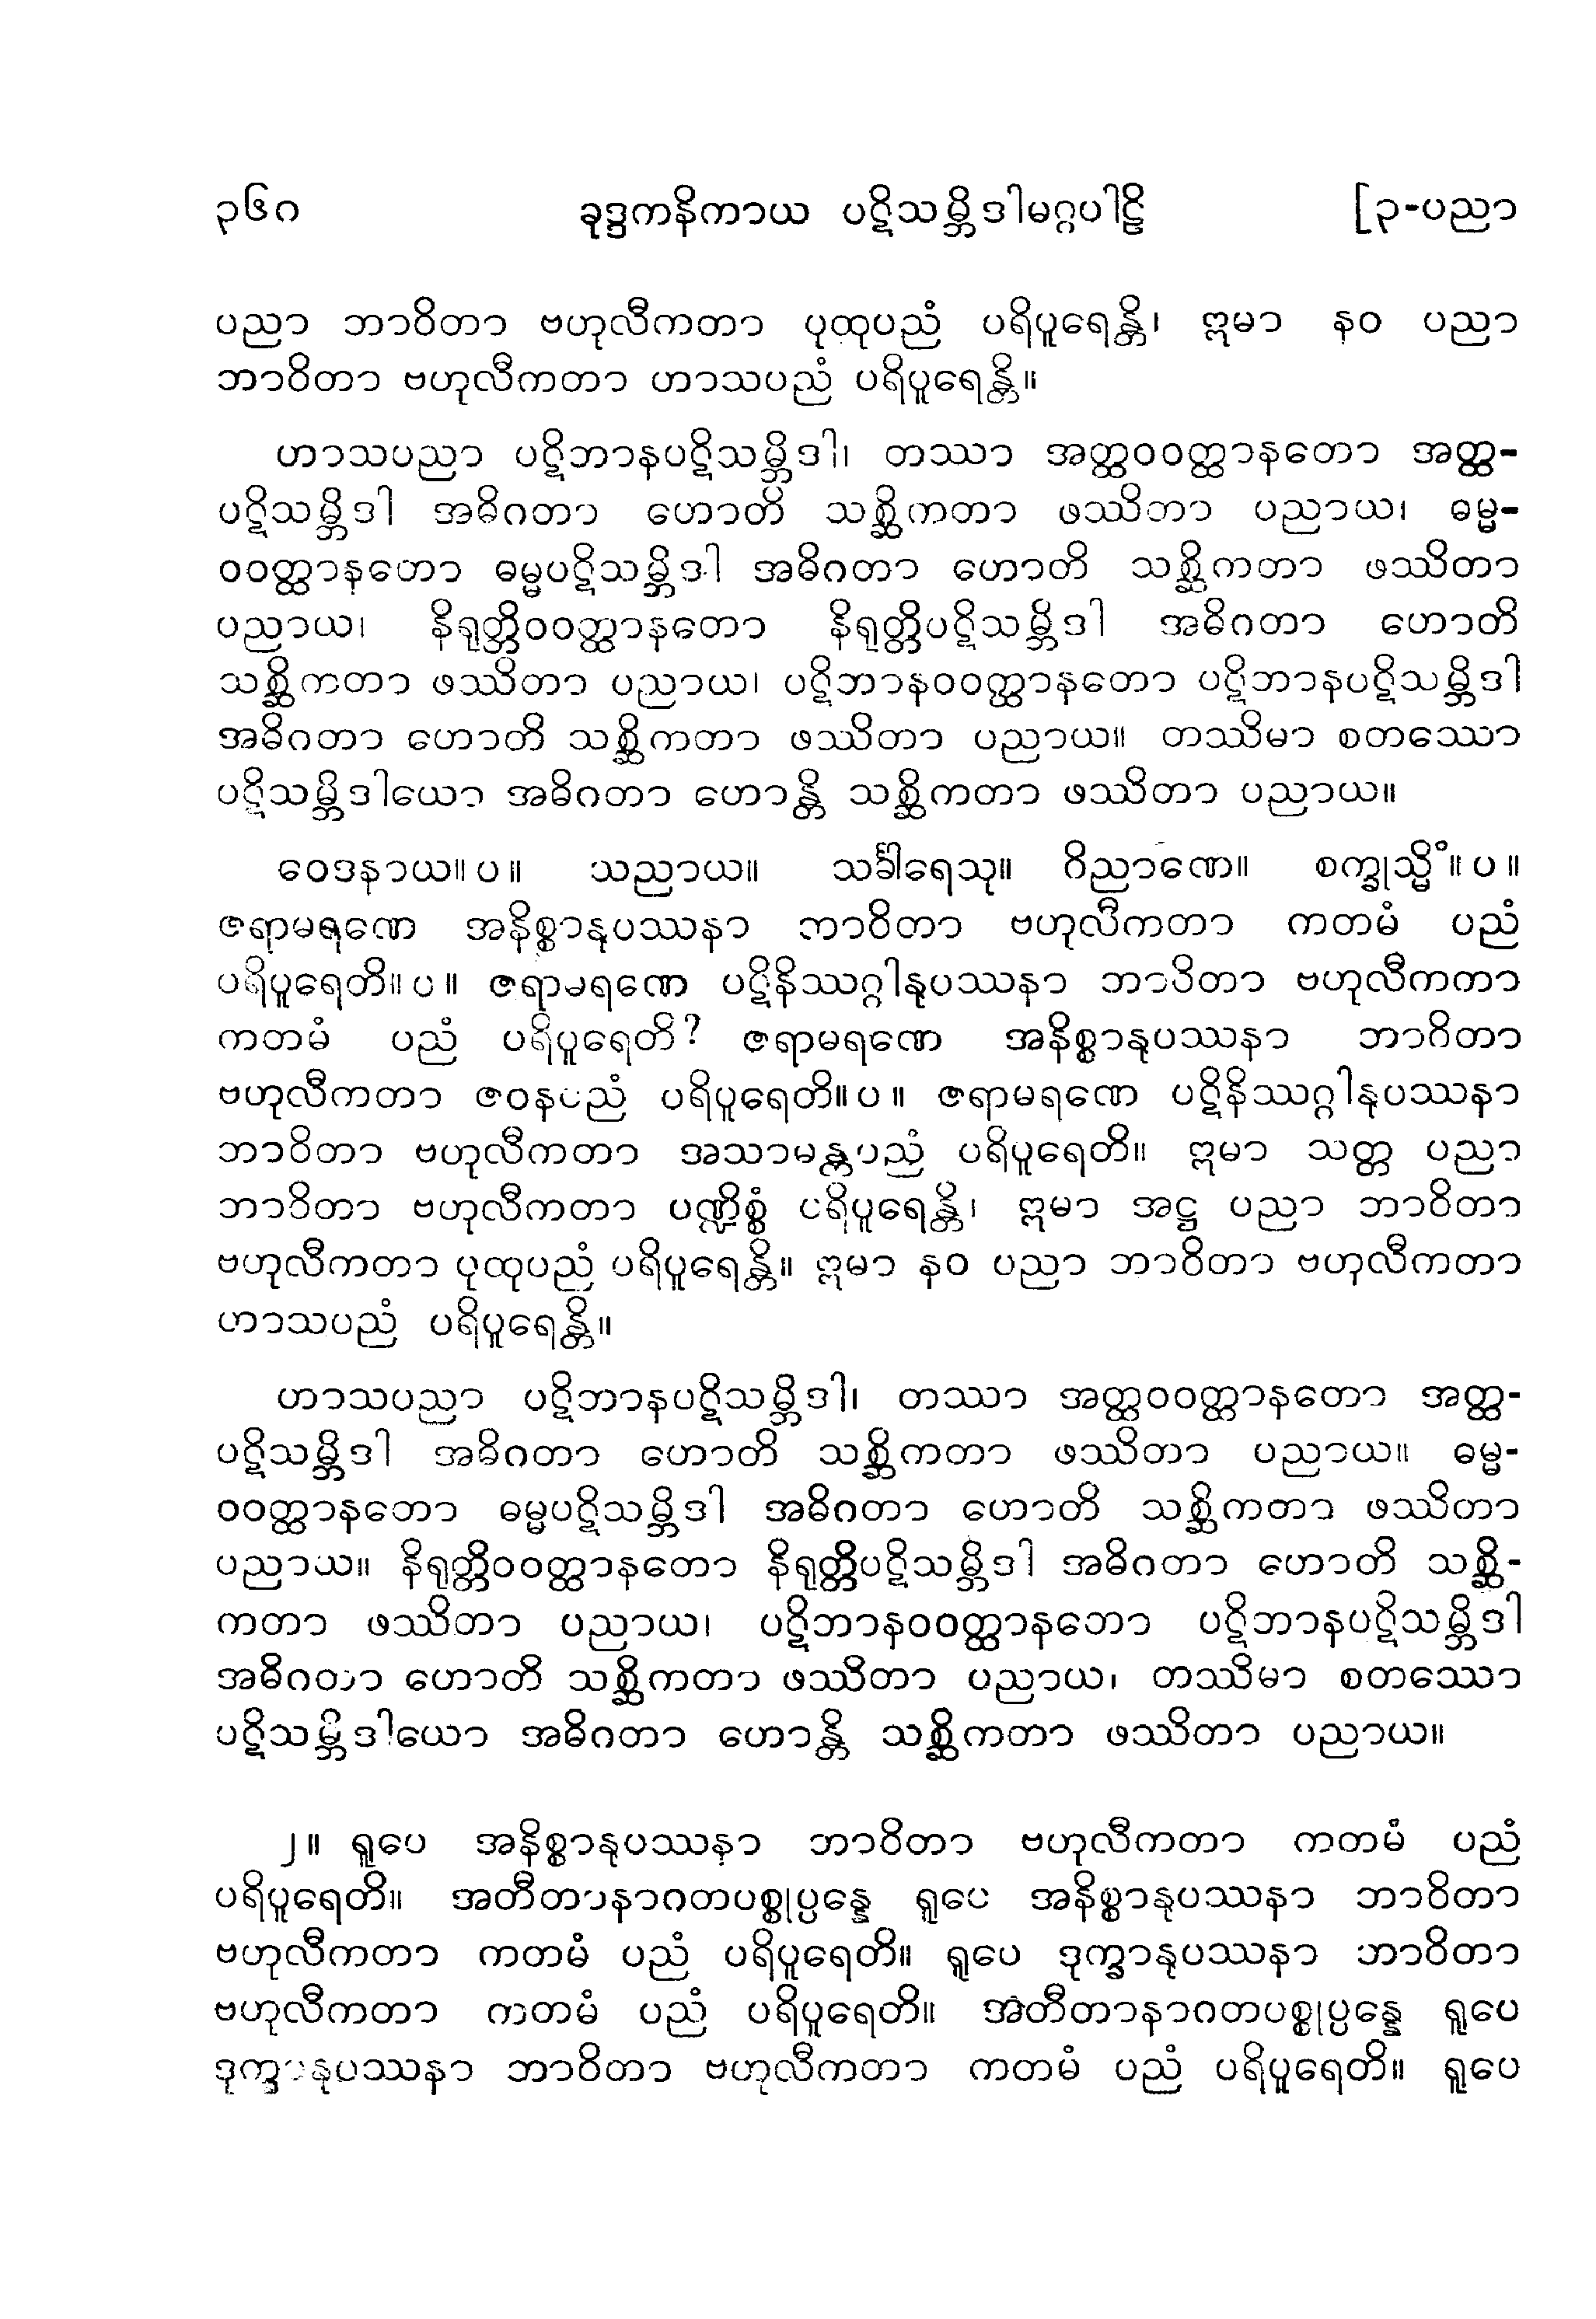 ၃၆၈ ခုဒ္ဒကနိကာယ ပဋိသမ္ဘိဒါမဂ္ဂပါဠိ [၃-ပညာ
ပညာ ဘာဝိတာ ဗဟုလီကတာ ပုထုပညံ ပရိပူရေန္တိ၊ ဣမာ နဝ ပညာ
ဘာဝိတာ ဗဟုလီကတာ ဟာသပညံ ပရိပူရေန္တိ။
ဟာသပညာ ပဋိဘာနပဋိသမ္ဘိဒါ၊ တဿာ အတ္ထဝဝတ္ထာနတော အတ္ထ-
ပဋိသမ္ဘိဒါ အဓိဂတာ ဟောတိ သစ္ဆိကတာ ဖဿိတာ ပညာယ၊ ဓမ္မ-
ဝဝတ္ထာနတော ဓမ္မပဋိသမ္ဘိဒါ အဓိဂတာ ဟောတိ သစ္ဆိကတာ ဖဿိတာ
ပညာယ၊ နိရုတ္တိဝဝတ္ထာနတော နိရုတ္တိပဋိသမ္ဘိဒါ အဓိဂတာ ဟောတိ
သစ္ဆိကတာ ဖဿိတာ ပညာယ၊ ပဋိဘာနဝဝတ္ထာနတော ပဋိဘာနပဋိသမ္ဘိဒါ
အဓိဂတာ ဟောတိ သစ္ဆိကတာ ဖဿိတာ ပညာယ။ တဿိမာ စတဿော
ပဋိသမ္ဘိဒါယော အဓိဂတာ ဟောန္တိ သစ္ဆိကတာ ဖဿိတာ ပညာယ။
ဝေဒနာယ။ပ။ သညာယ။ သင်္ခါရေသု။ ဝိညာဏေ။ စက္ခုသ္မိံ။ပ။
ဇရာမရဏေ အနိစ္စာနုပဿနာ ဘာဝိတာ ဗဟုလီကတာ ကတမံ ပညံ
ပရိပူရေတိ။ပ။ ဇရာမရဏေ ပဋိနိဿဂ္ဂါနုပဿနာ ဘာဝိတာ ဗဟုလီကတာ
ကတမံ ပညံ ပရိပူရေတိ? ဇရာမရဏေ အနိစ္စာနုပဿနာ ဘာဝိတာ
ဗဟုလီကတာ ဇဝနပညံ ပရိပူရေတိ။ပ။ ဇရာမရဏေ ပဋိနိဿဂ္ဂါနုပဿနာ
ဘာဝိတာ ဗဟုလီကတာ အသာမန္တပညံ ပရိပူရေတိ။ ဣမာ သတ္တ ပညာ
ဘာဝိတာ ဗဟုလီကတာ ပဏ္ဍိစ္စံ ပရိပူရေန္တိ၊ ဣမာ အဋ္ဌ ပညာ ဘာဝိတာ
ဗဟုလီကတာ ပုထုပညံ ပရိပူရေန္တိ။ ဣမာ နဝ ပညာ ဘာဝိတာ ဗဟုလီကတာ
ဟာသပညံ ပရိပူရေန္တိ။
ဟာသပညာ ပဋိဘာနပဋိသမ္ဘိဒါ၊ တဿာ အတ္ထဝဝတ္ထာနတော အတ္ထ-
ပဋိသမ္ဘိဒါ အဓိဂတာ ဟောတိ သစ္ဆိကတာ ဖဿိတာ ပညာယ။ ဓမ္မ-
ဝဝတ္ထာနတော ဓမ္မပဋိသမ္ဘိဒါ အဓိဂတာ ဟောတိ သစ္ဆိကတာ ဖဿိတာ
ပညာယ။ နိရုတ္တိဝဝတ္ထာနတော နိရုတ္တိပဋိသမ္ဘိဒါ အဓိဂတာ ဟောတိ သစ္ဆိ-
ကတာ ဖဿိတာ ပညာယ၊ ပဋိဘာနဝဝတ္ထာနတော ပဋိဘာနပဋိသမ္ဘိဒါ
အဓိဂတာ ဟောတိ သစ္ဆိကတာ ဖဿိတာ ပညာယ၊ တဿိမာ စတဿော
ပဋိသမ္ဘိဒါယော အဓိဂတာ ဟောန္တိ သစ္ဆိကတာ ဖဿိတာ ပညာယ။
၂။ ရူပေ အနိစ္စာနုပဿနာ ဘာဝိတာ ဗဟုလီကတာ ကတမံ ပညံ
ပရိပူရေတိ။ အတီတာနာဂတပစ္စုပ္ပန္နေ ရူပေ အနိစ္စာနုပဿနာ ဘာဝိတာ
ဗဟုလီကတာ ကတမံ ပညံ ပရိပူရေတိ။ ရူပေ ဒုက္ခာနုပဿနာ ဘာဝိတာ
ဗဟုလီကတာ ကတမံ ပညံ ပရိပူရေတိ။ အတီတာနာဂတပစ္စုပ္ပန္နေ ရူပေ
ဒုက္ခာနုပဿနာ ဘာဝိတာ ဗဟုလီကတာ ကတမံ ပညံ ပရိပူရေတိ။ ရူပေ